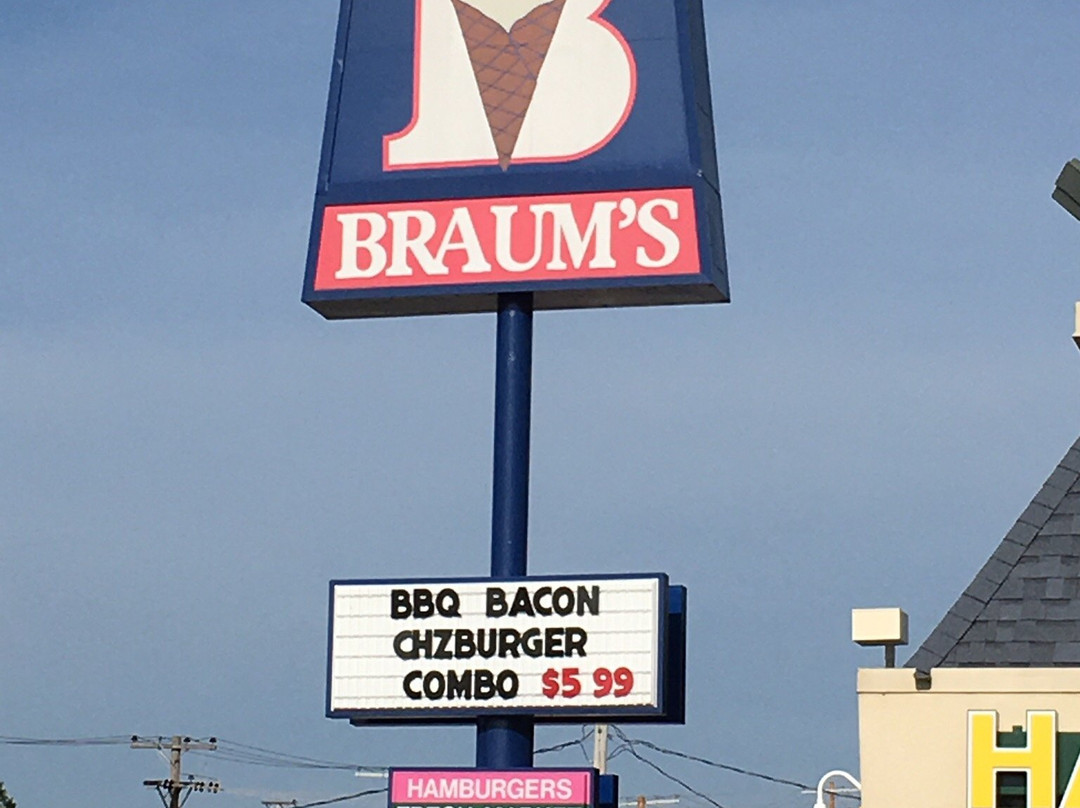 B
BRAUM'S
BBQ BACON
CHZBURGER
COMBO $5 99
HAMBURGERS